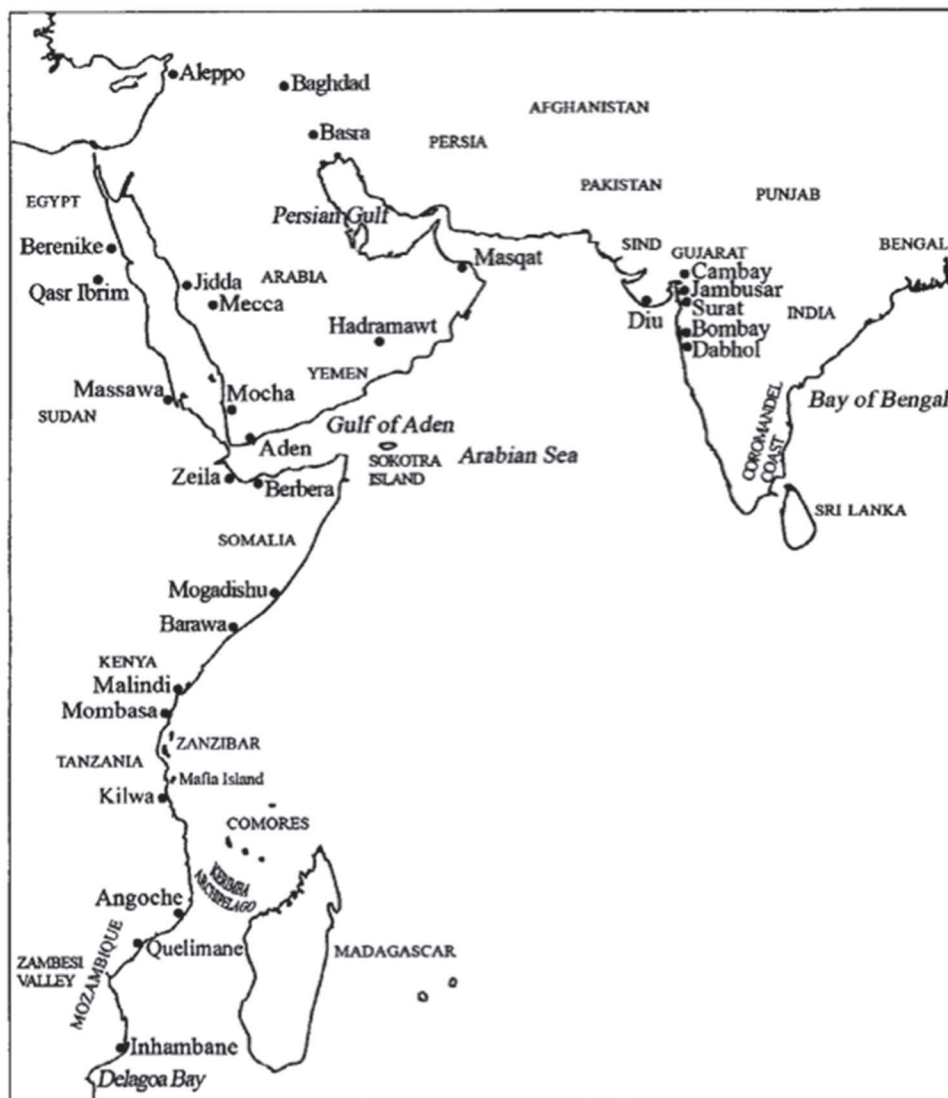 Aleppo
Baghdad
AFGHANISTAN
Basra
PERSIA
PAKISTAN
PUNJAB
EGYPT
Persian Gulf
SIND
GUJARAT
BENGAL
Berenike
Masqat
Cambay
Jidda
ARABIA
Qasr Ibrim
Jambusar
Mecca
Surat
INDIA
Diu
Hadramawt
Bombay
Dabhol
YEMEN
Massawa
Mocha
Bay of Bengal
SUDAN
Gulf of Aden
COROMANDEL
COAST
Aden
Arabian Sea
SOKOTRA
ISLAND
Zeila
Berbera
SRI LANKA
SOMALIA
Mogadishu
Barawa
KENYA
Malindi
Mombasa
ZANZIBAR
TANZANIA
Mafia Island
Kilwa
COMORES
KERIMBA
ARCHIPELAGO
Angoche
MOZAMBIQUE
Quelimane
MADAGASCAR
ZAMBESI
VALLEY
Inhambane
Delagoa Bay